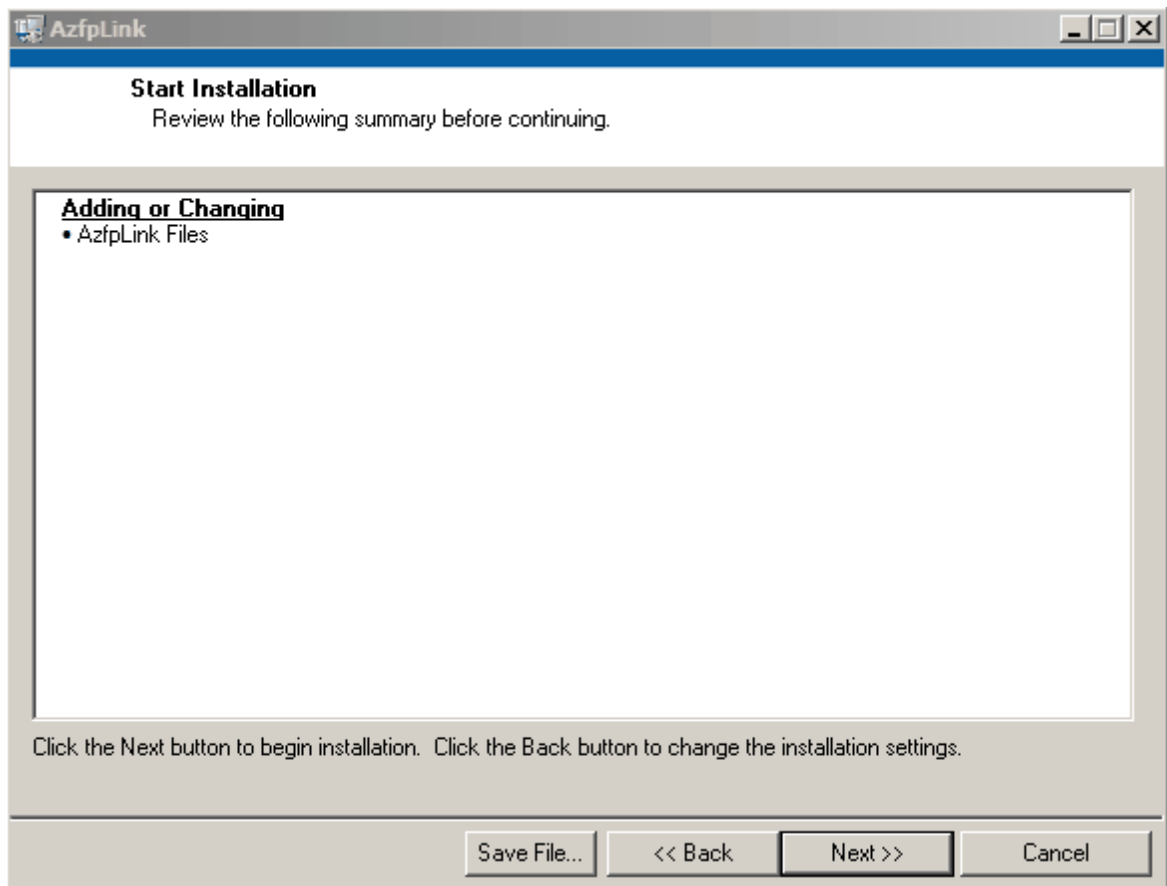 AzfpLink
Start Installation
Review the following summary before continuing.
Adding or Changing
• AzfpLink Files
Click the Next button to begin installation.  Click the Back button to change the installation settings.
Save File...
<< Back
Next >>
Cancel